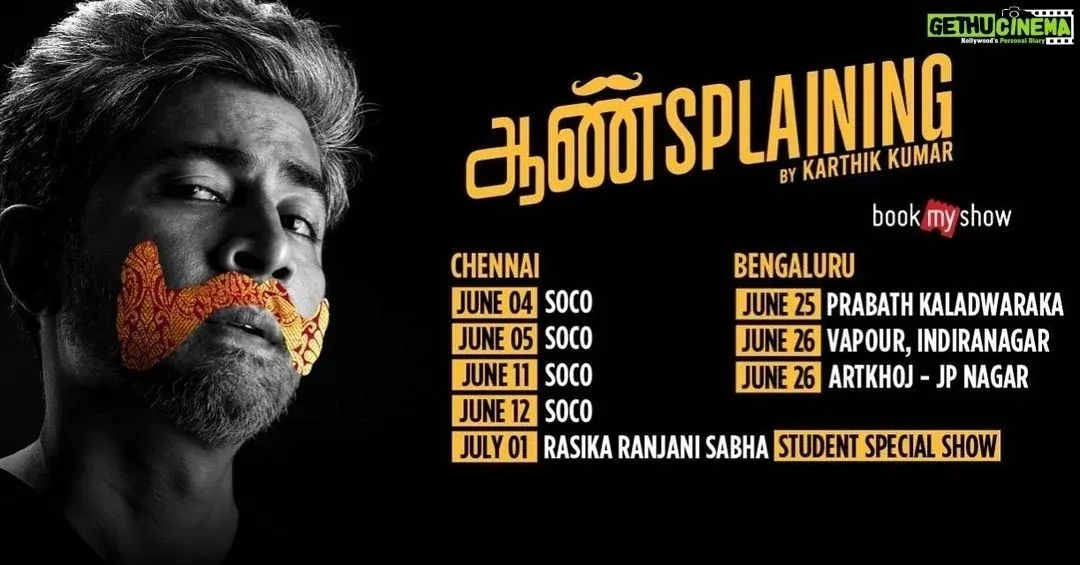 GETHU CINEMA
Kollywood's Personal Diary
ஆண்SPLAINING
BY KARTHIK KUMAR
book my show
CHENNAI
JUNE 04 SOCO
JUNE 05 SOCO
JUNE 11 SOCO
JUNE 12 SOCO
JULY 01 RASIKA RANJANI SABHA STUDENT SPECIAL SHOW
BENGALURU
JUNE 25 PRABATH KALADWARAKA
JUNE 26 VAPOUR, INDIRANAGAR
JUNE 26 ARTKHOJ - JP NAGAR